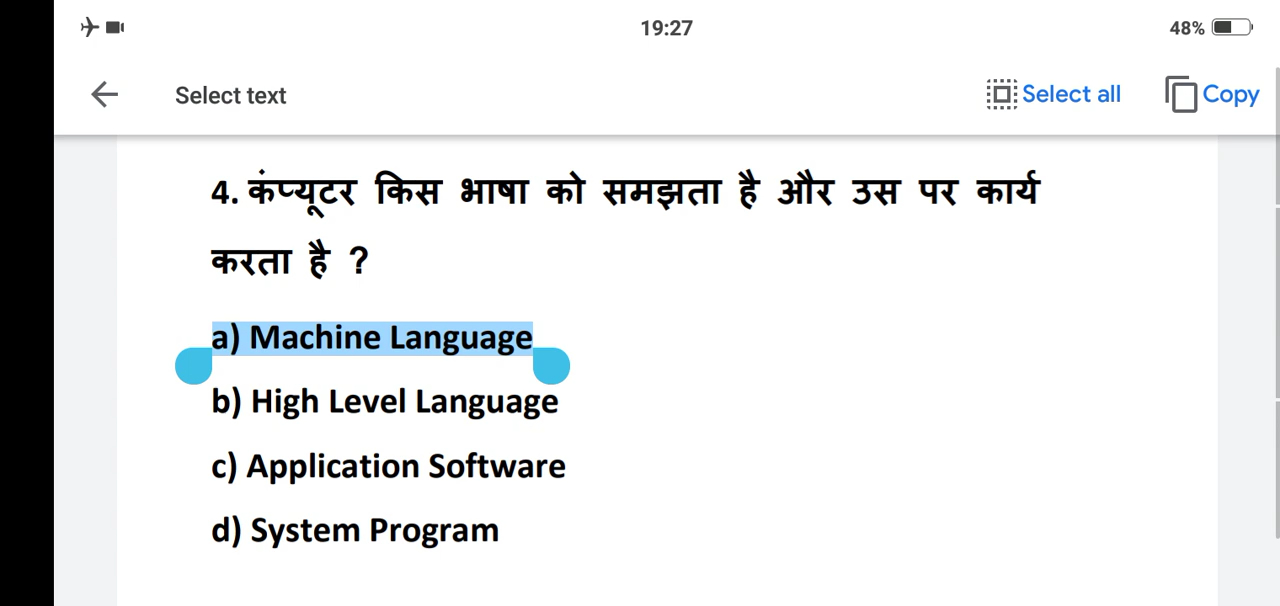 19:27
48%
Select text
Select all
Copy
4. कंप्यूटर किस भाषा को समझता है और उस पर कार्य
करता है ?
a) Machine Language
b) High Level Language
c) Application Software
d) System Program